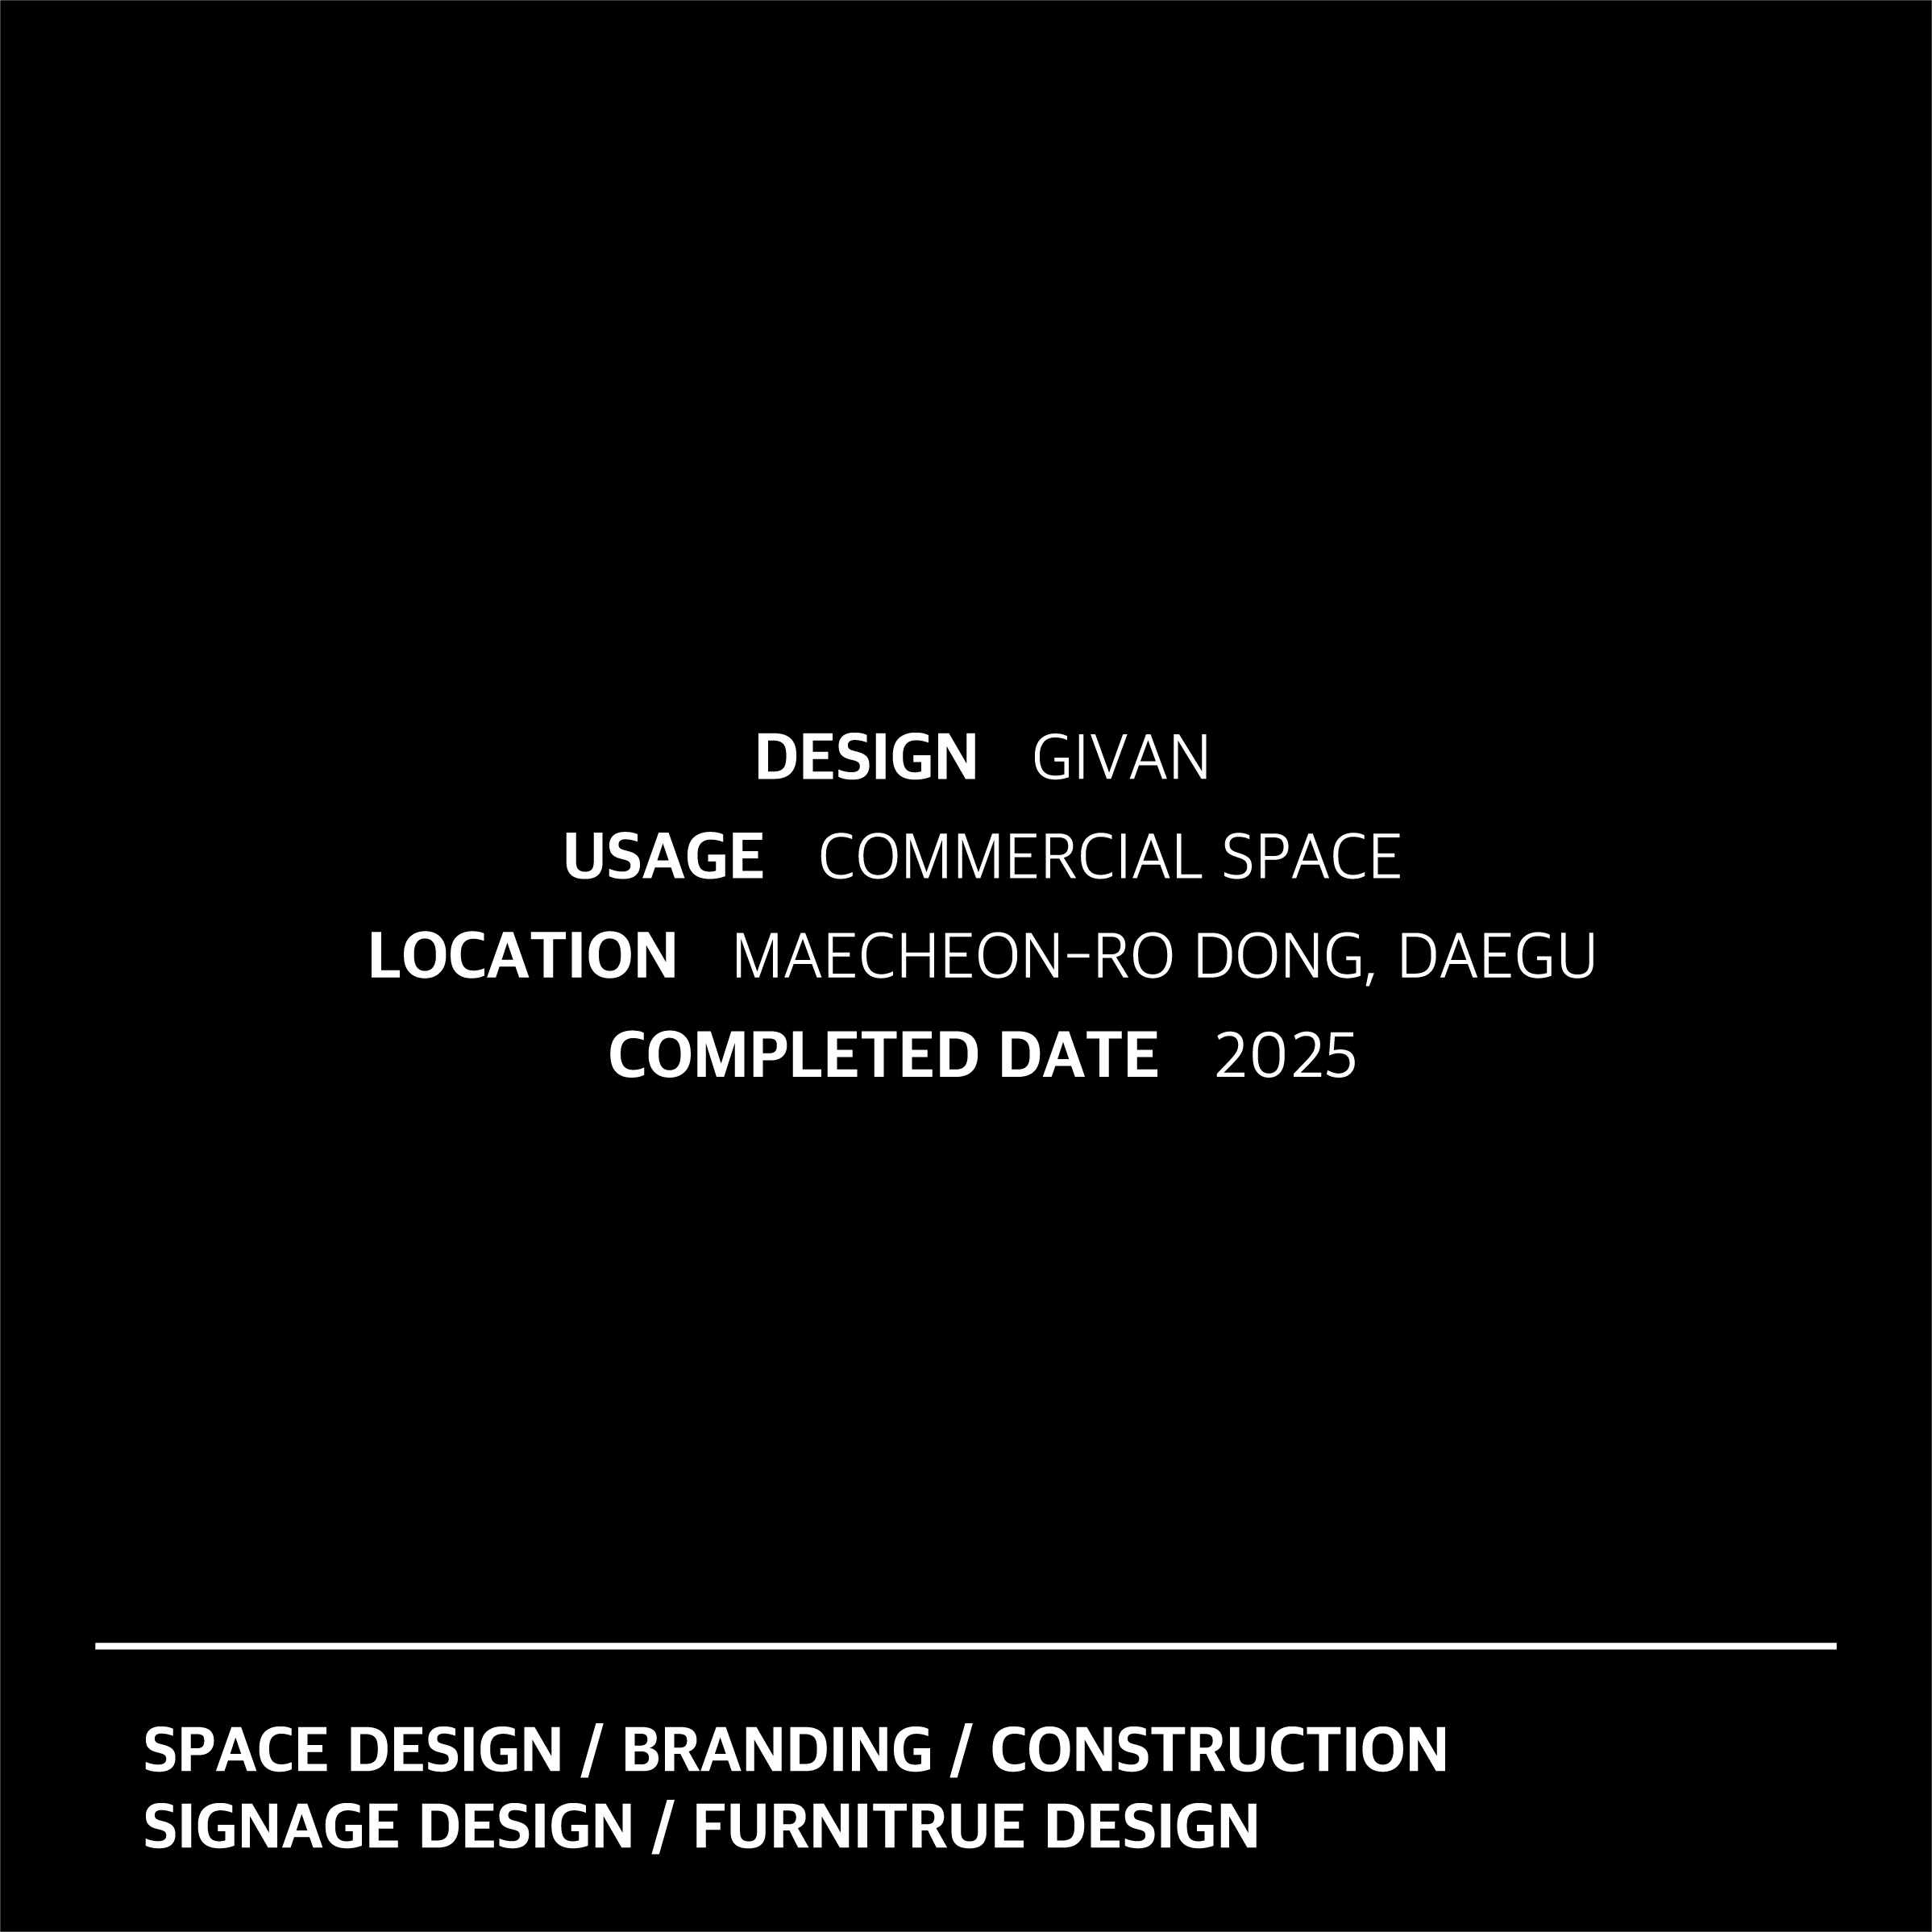 DESIGN GIVAN
USAGE COMMERCIAL SPACE
LOCATION MAECHEON-RO DONG, DAEGU
COMPLETED DATE 2025
SPACE DESIGN / BRANDING / CONSTRUCTION
SIGNAGE DESIGN / FURNITRUE DESIGN